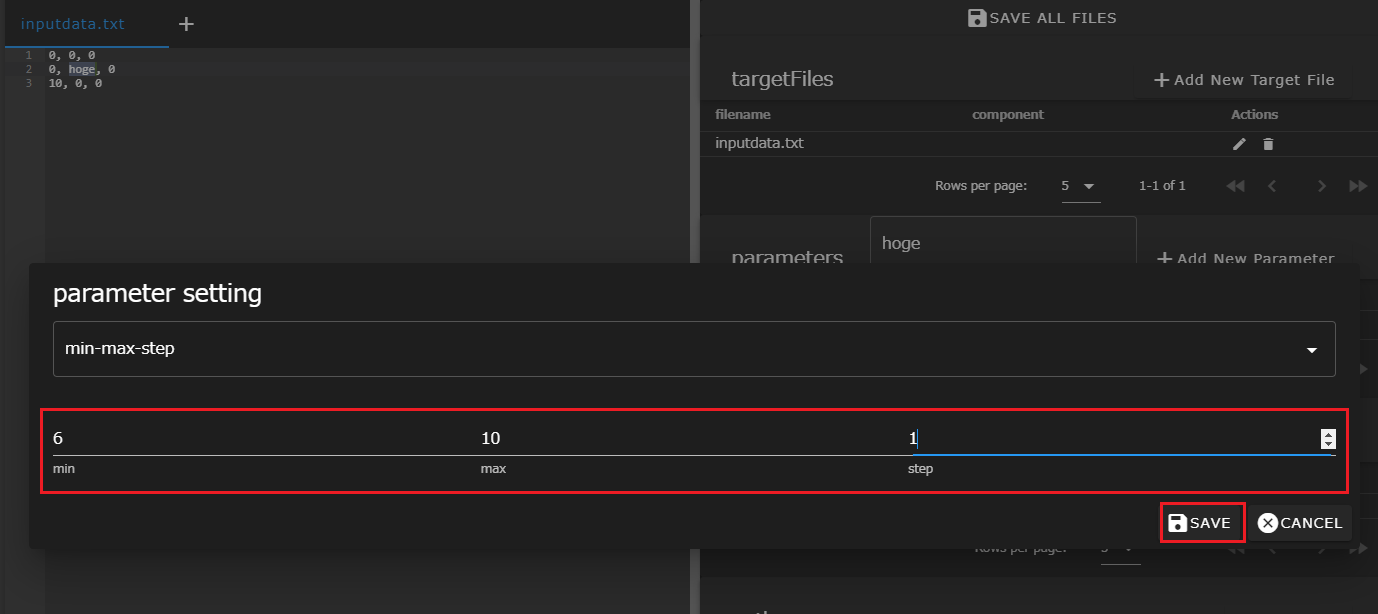 inputdata.txt +
SAVE ALL FILES
1 0, 0, 0
2 0, hoge, 0
3 10, 0, 0
targetFiles
+ Add New Target File
filename component Actions
inputdata.txt
Rows per page: 5 1-1 of 1
parameters
hoge
+ Add New Parameter
parameter setting
min-max-step
6 10 1
min max step
SAVE CANCEL
Rows per page: 5